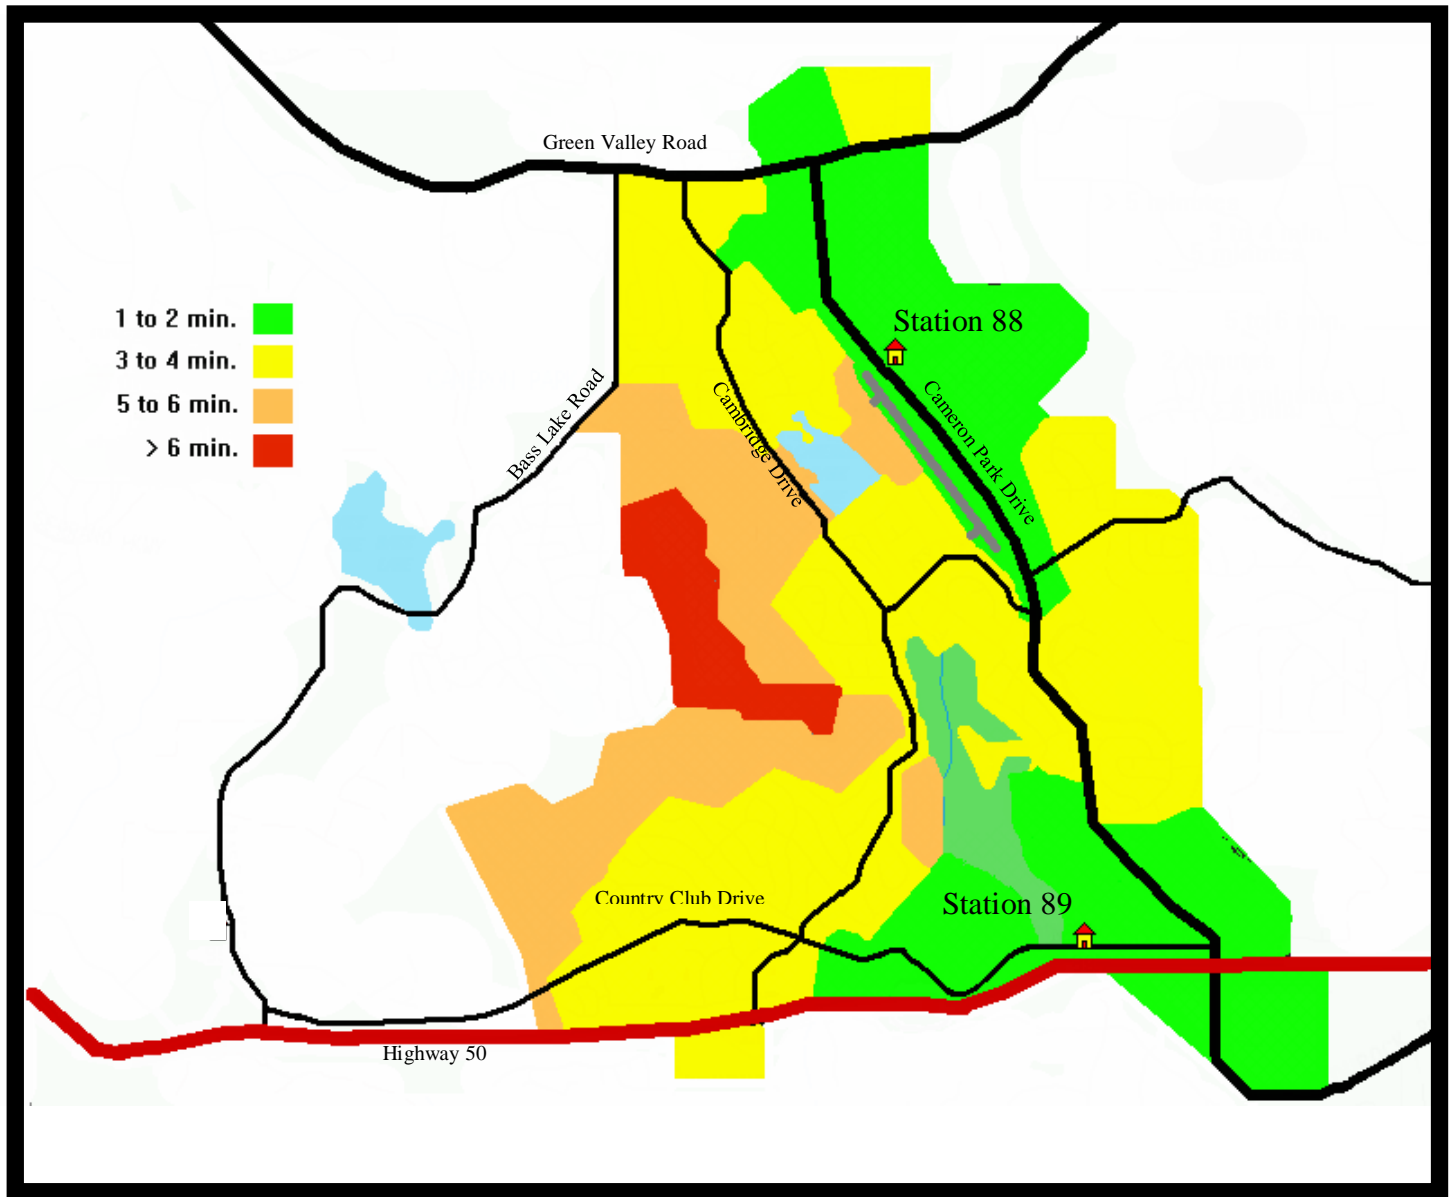 Green Valley Road
1 to 2 min.
3 to 4 min.
5 to 6 min.
> 6 min.
Station 88
Bass Lake Road
Cambridge Drive
Cameron Park Drive
Country Club Drive
Station 89
Highway 50